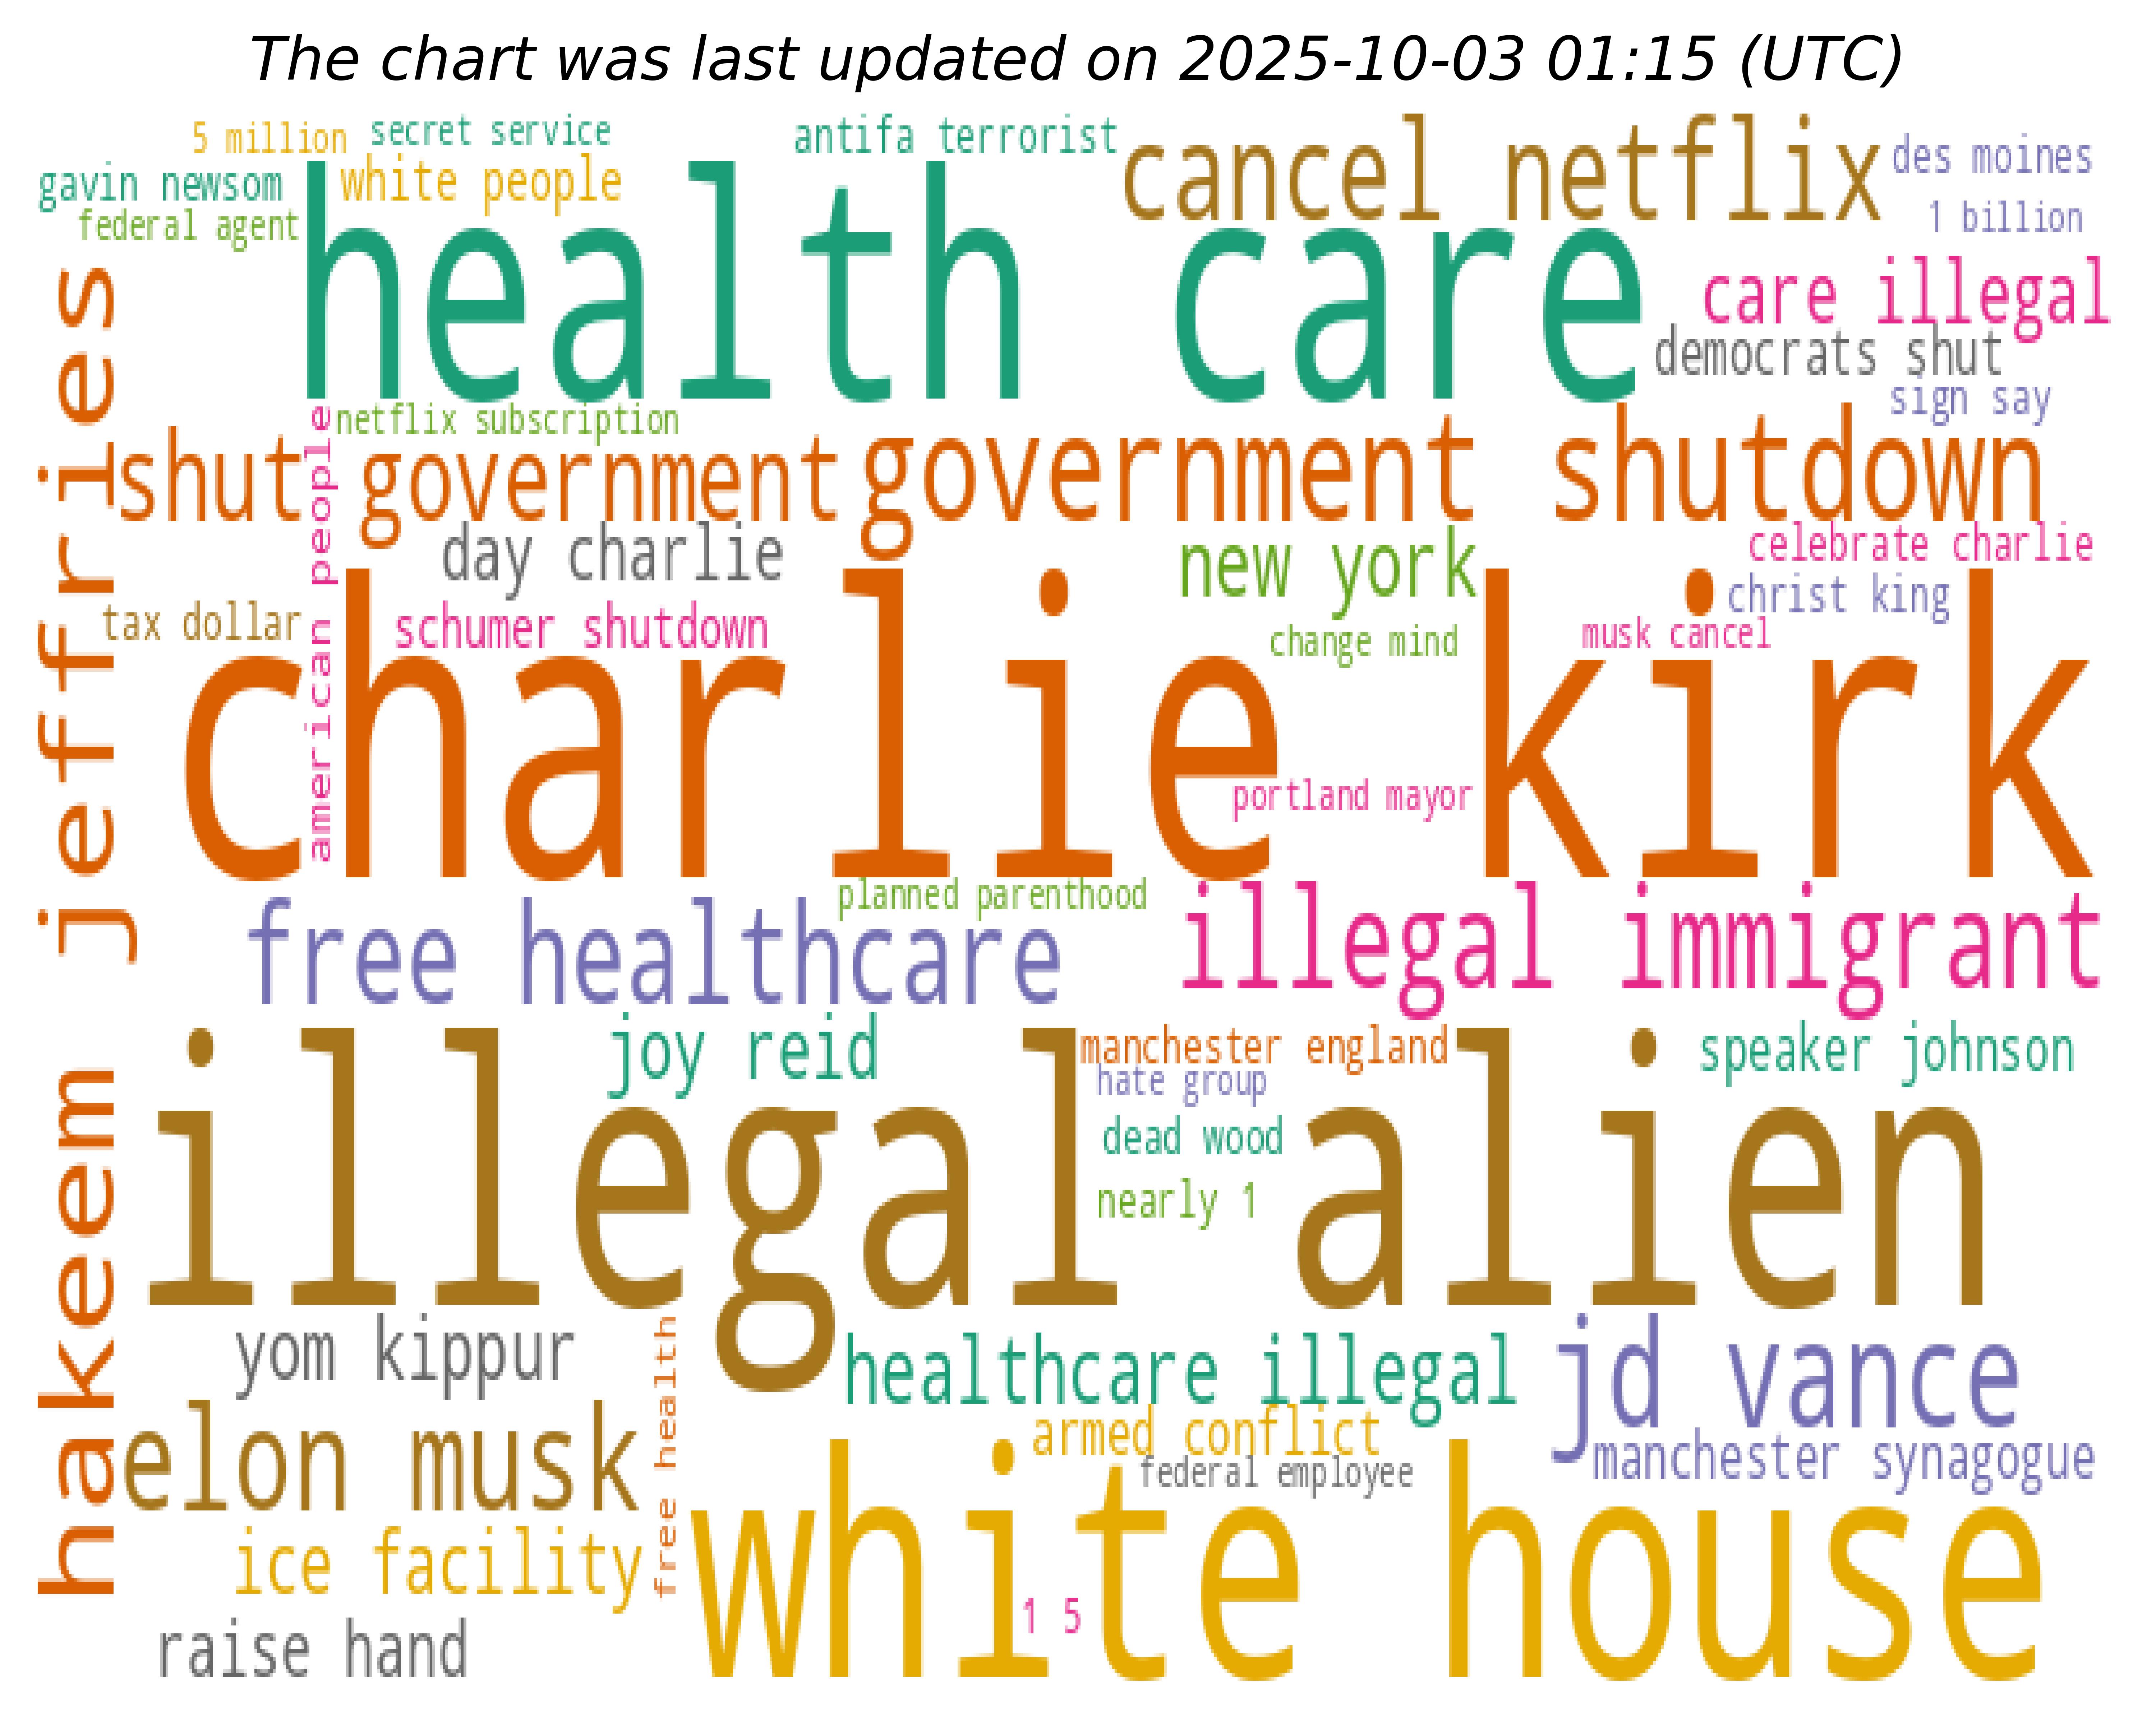 The chart was last updated on 2025-10-03 01:15 (UTC)
5 million
secret service
antifa terrorist
cancel netflix
des moines
gavin newsom
white people
federal agent
1 billion
health care
care illegal
democrats shut
sign say
netflix subscription
hakeem jeffries
american people
shut government
government shutdown
day charlie
new york
celebrate charlie
christ king
tax dollar
schumer shutdown
change mind
musk cancel
charlie kirk
portland mayor
planned parenthood
free healthcare
illegal immigrant
joy reid
manchester england
speaker johnson
hate group
dead wood
nearly 1
illegal alien
yom kippur
free health
healthcare illegal
jd vance
elon musk
armed conflict
federal employee
manchester synagogue
ice facility
white house
1 5
raise hand